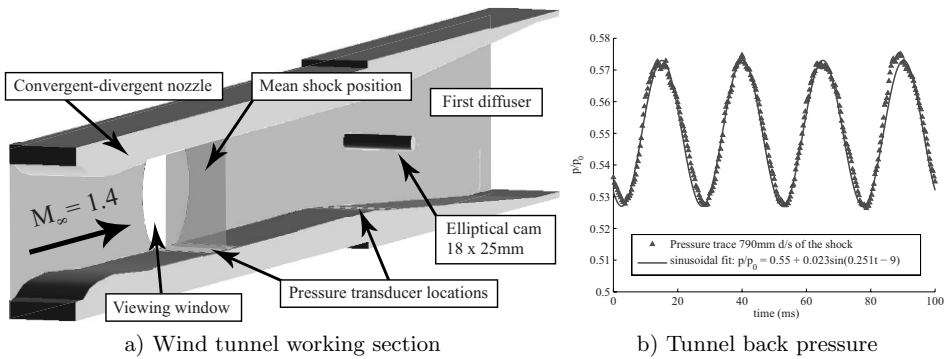 Convergent-divergent nozzle
Mean shock position
First diffuser
M∞ = 1.4
Elliptical cam
18 x 25mm
Pressure transducer locations
Viewing window
a) Wind tunnel working section
p/p₀
0.58
0.57
0.56
0.55
0.54
0.53
0.52
0.51
0.5
Pressure trace 790mm d/s of the shock
sinusoidal fit: p/p₀ = 0.55 + 0.023sin(0.251t − 9)
0 20 40 60 80 100
time (ms)
b) Tunnel back pressure